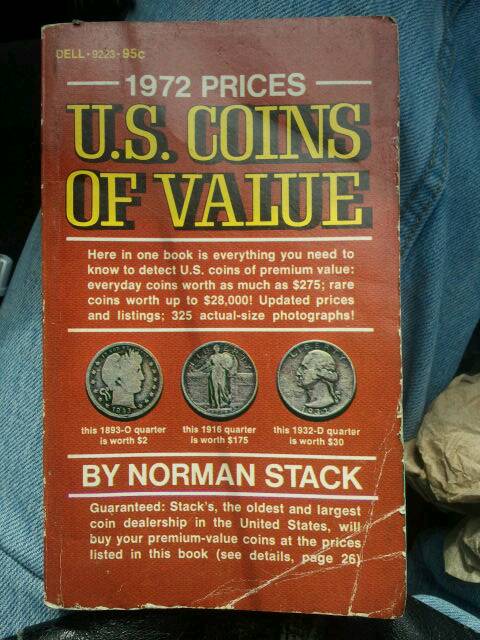 DELL • 9223 • 95c
1972 PRICES
U.S. COINS
OF VALUE
Here in one book is everything you need to
know to detect U.S. coins of premium value:
everyday coins worth as much as $275; rare
coins worth up to $28,000! Updated prices
and listings; 325 actual-size photographs!
this 1893-O quarter
is worth $2
this 1916 quarter
is worth $175
this 1932-D quarter
is worth $30
BY NORMAN STACK
Guaranteed: Stack's, the oldest and largest
coin dealership in the United States, will
buy your premium-value coins at the prices
listed in this book (see details, page 26)